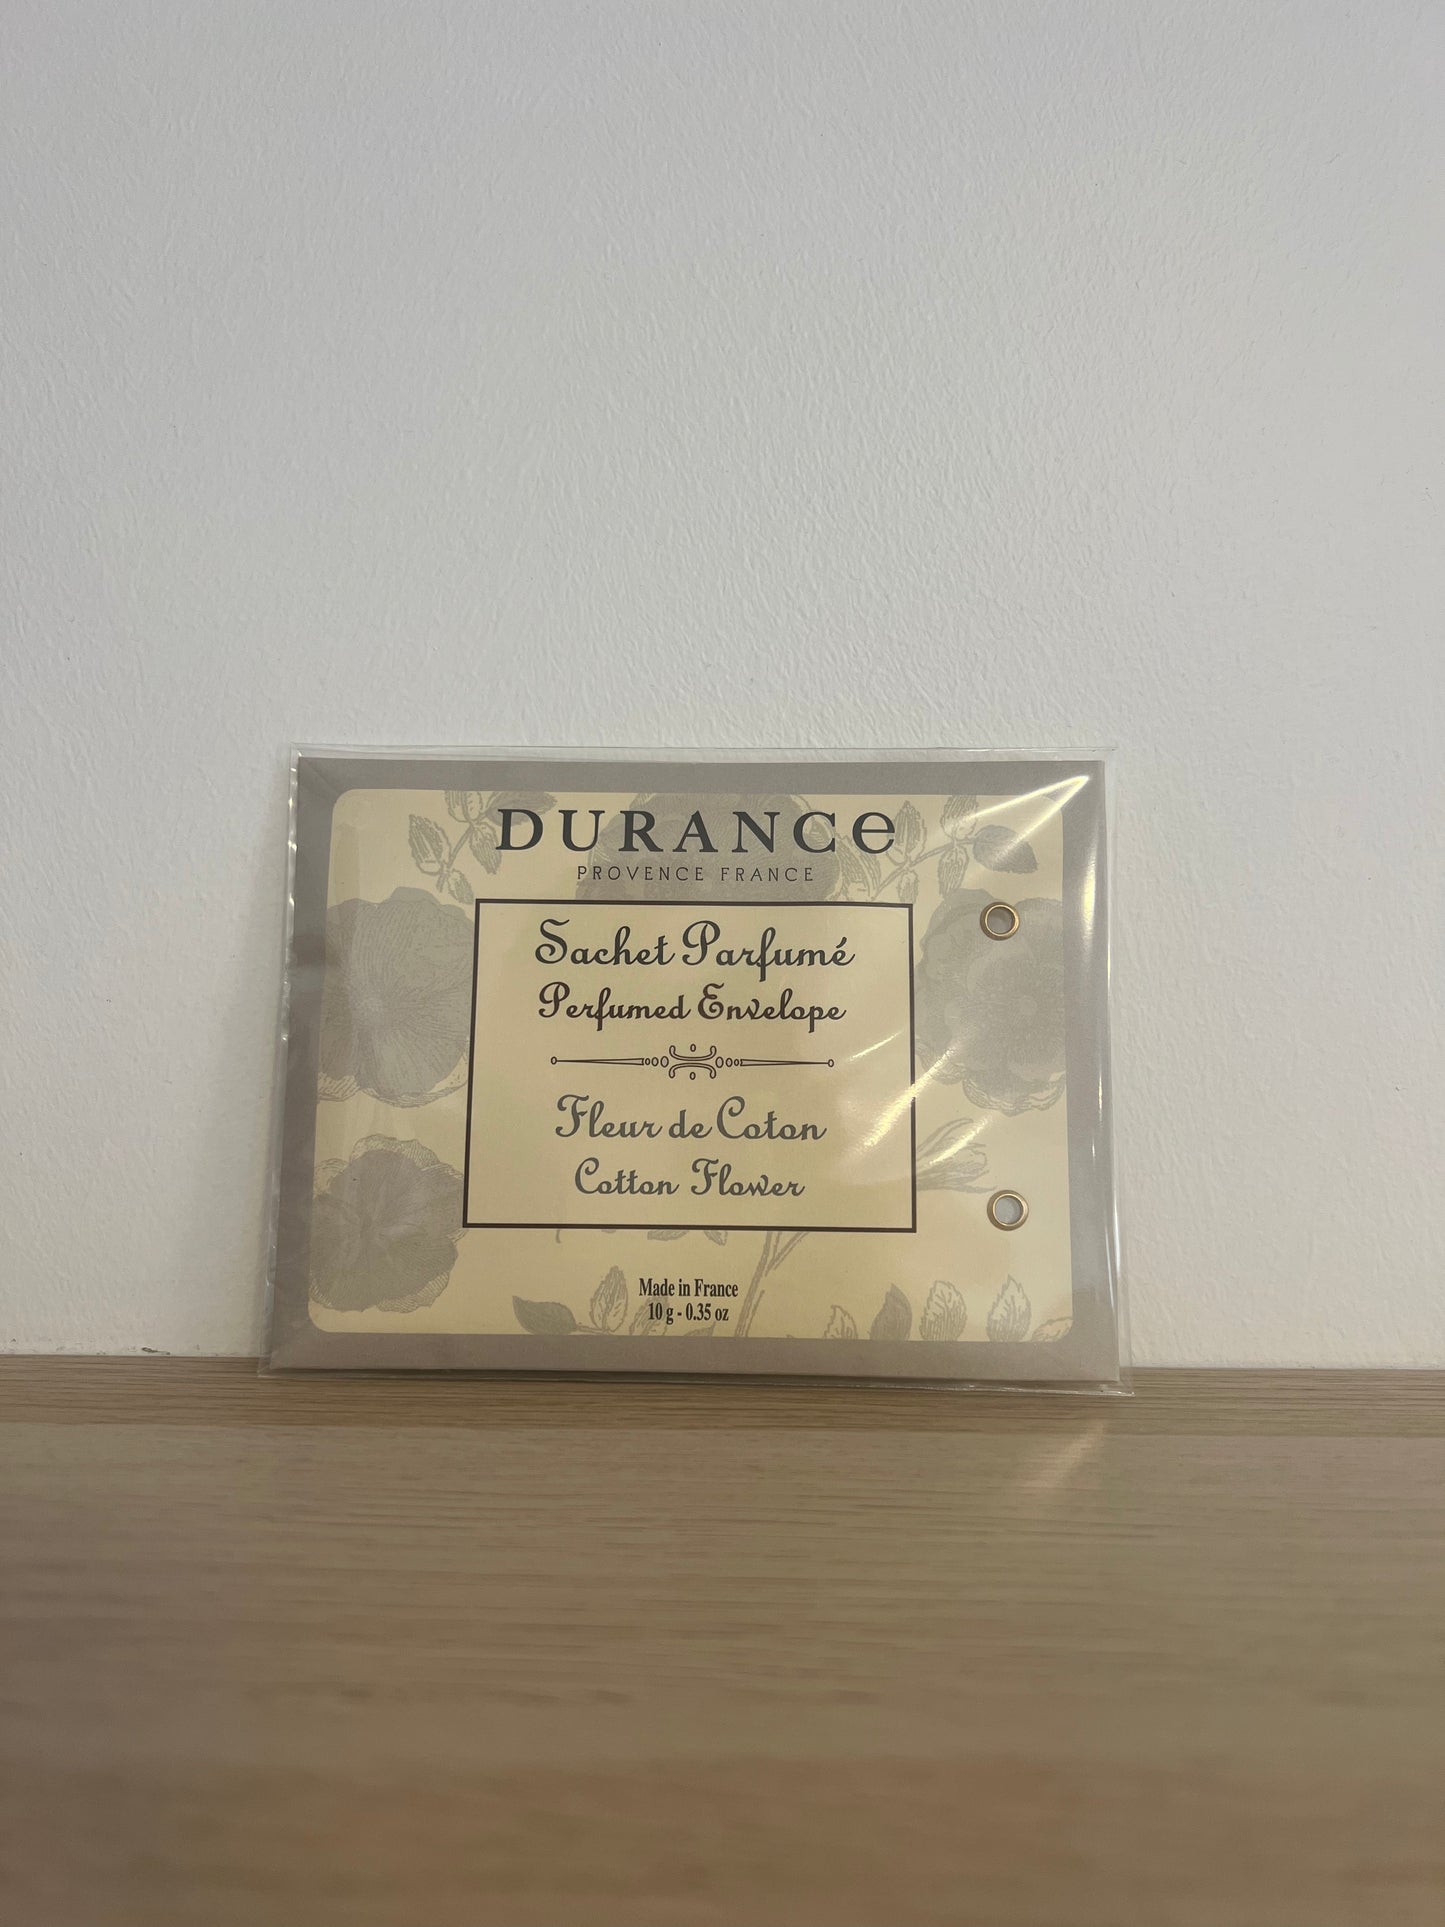 DURANCe
PROVENCE FRANCE
Sachet Parfumé
Perfumed Envelope
Fleur de Coton
Cotton Flower
Made in France
10 g - 0.35 oz